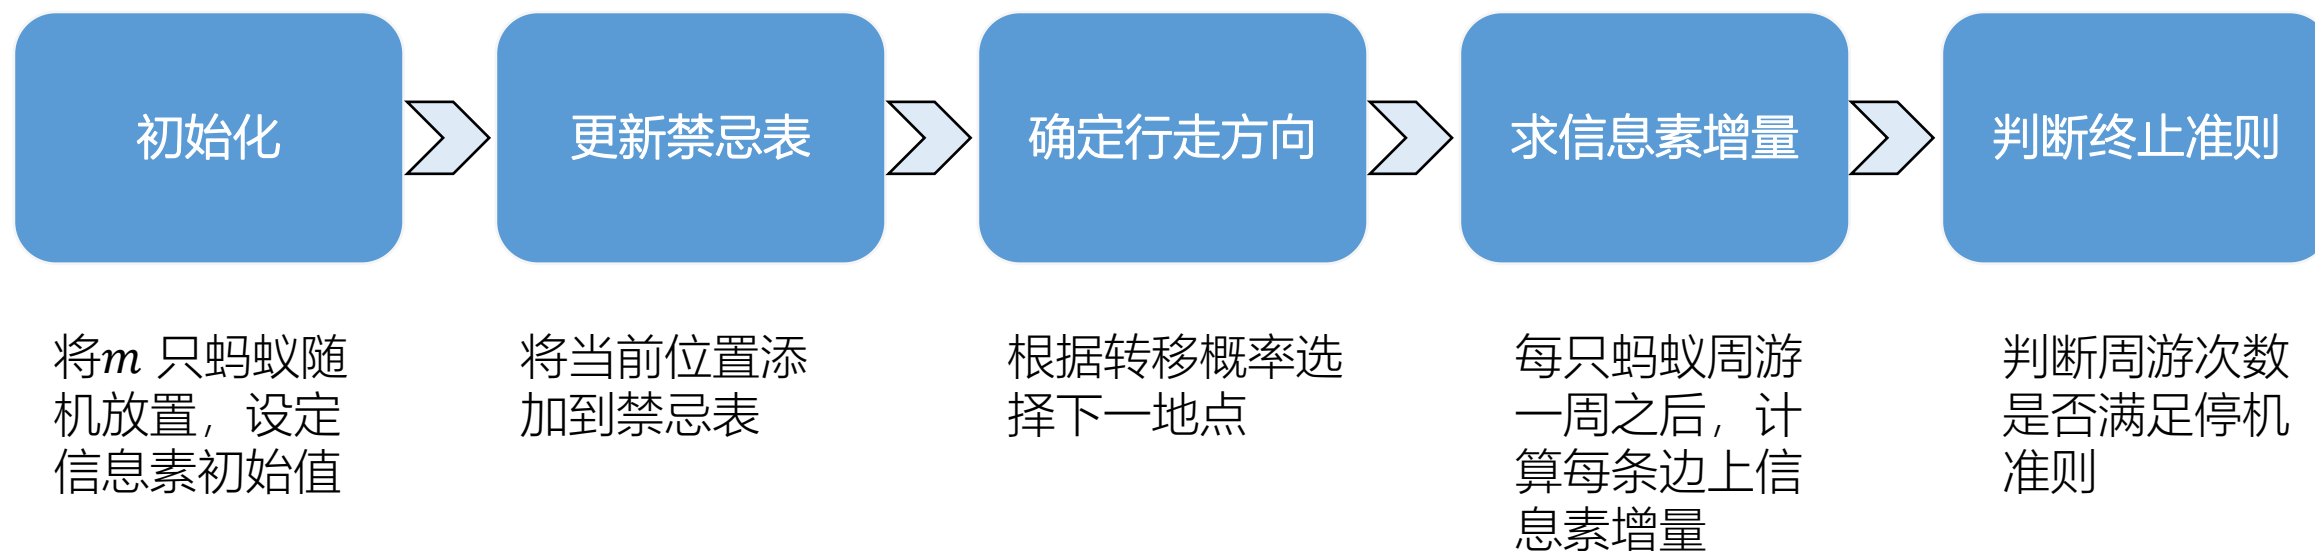 初始化
更新禁忌表
确定行走方向
求信息素增量
判断终止准则
将m 只蚂蚁随
机放置，设定
信息素初始值
将当前位置添
加到禁忌表
根据转移概率选
择下一地点
每只蚂蚁周游
一周之后，计
算每条边上信
息素增量
判断周游次数
是否满足停机
准则